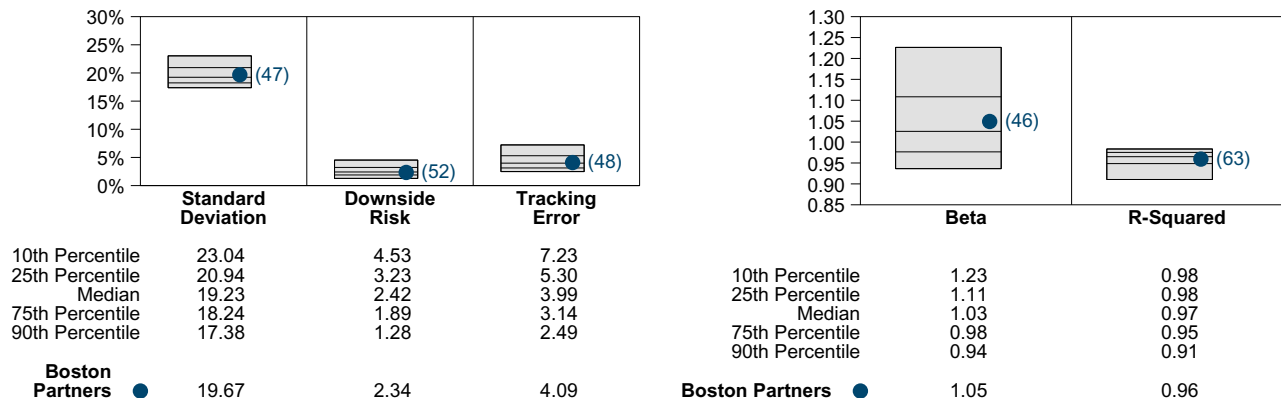 30%
25%
20%
15%
10%
5%
0%
(47)
(52)
(48)
Standard Deviation
Downside Risk
Tracking Error
10th Percentile 23.04 4.53 7.23
25th Percentile 20.94 3.23 5.30
Median 19.23 2.42 3.99
75th Percentile 18.24 1.89 3.14
90th Percentile 17.38 1.28 2.49
Boston
Partners 19.67 2.34 4.09
1.30
1.25
1.20
1.15
1.10
1.05
1.00
0.95
0.90
0.85
(46)
(63)
Beta R-Squared
10th Percentile 1.23 0.98
25th Percentile 1.11 0.98
Median 1.03 0.97
75th Percentile 0.98 0.95
90th Percentile 0.94 0.91
Boston Partners 1.05 0.96